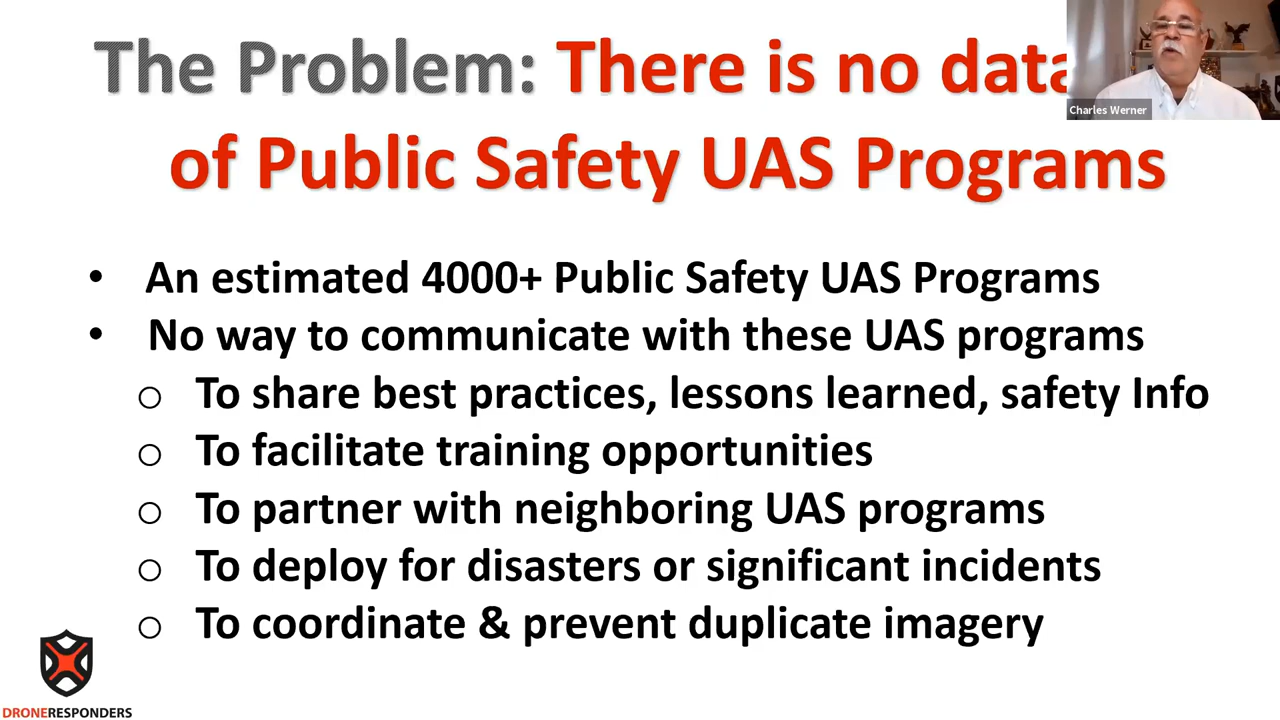 The Problem: There is no data
of Public Safety UAS Programs
Charles Werner
• An estimated 4000+ Public Safety UAS Programs
• No way to communicate with these UAS programs
o To share best practices, lessons learned, safety Info
o To facilitate training opportunities
o To partner with neighboring UAS programs
o To deploy for disasters or significant incidents
o To coordinate & prevent duplicate imagery
DRONERESPONDERS